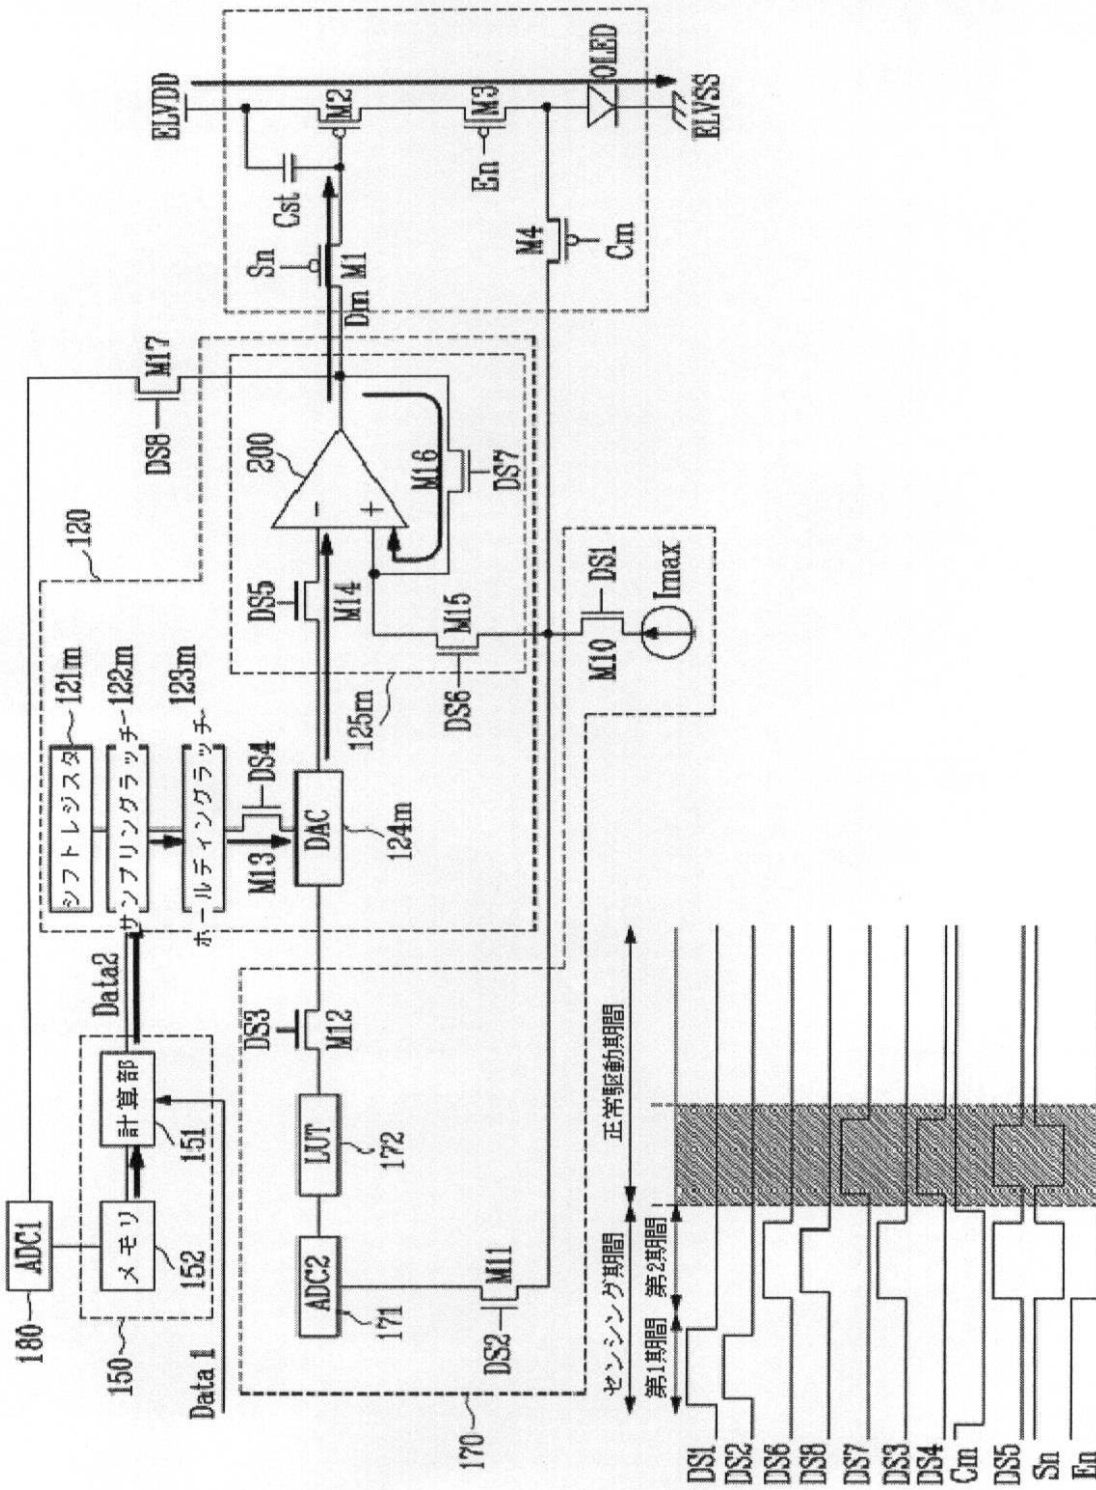 ELVDD
Cst
M2
Sn
M1
Dm
En
M3
OLED
ELVSS
M4
Cm
M17
DS8
200
M16
DS7
120
DS5
M14
M15
DS6
125m
DS1
M10
Imax
シフトレジスタ
121m
サンプリングラッチ
122m
ホールディングラッチ
123m
DS4
M13
DAC
124m
Data2
計算部
151
メモリ
152
150
Data1
ADC1
180
DS3
M12
LUT
172
ADC2
171
M11
DS2
170
センシング期間
正常駆動期間
第1期間
第2期間
DS1
DS2
DS6
DS8
DS7
DS3
DS4
Cm
DS5
Sn
En